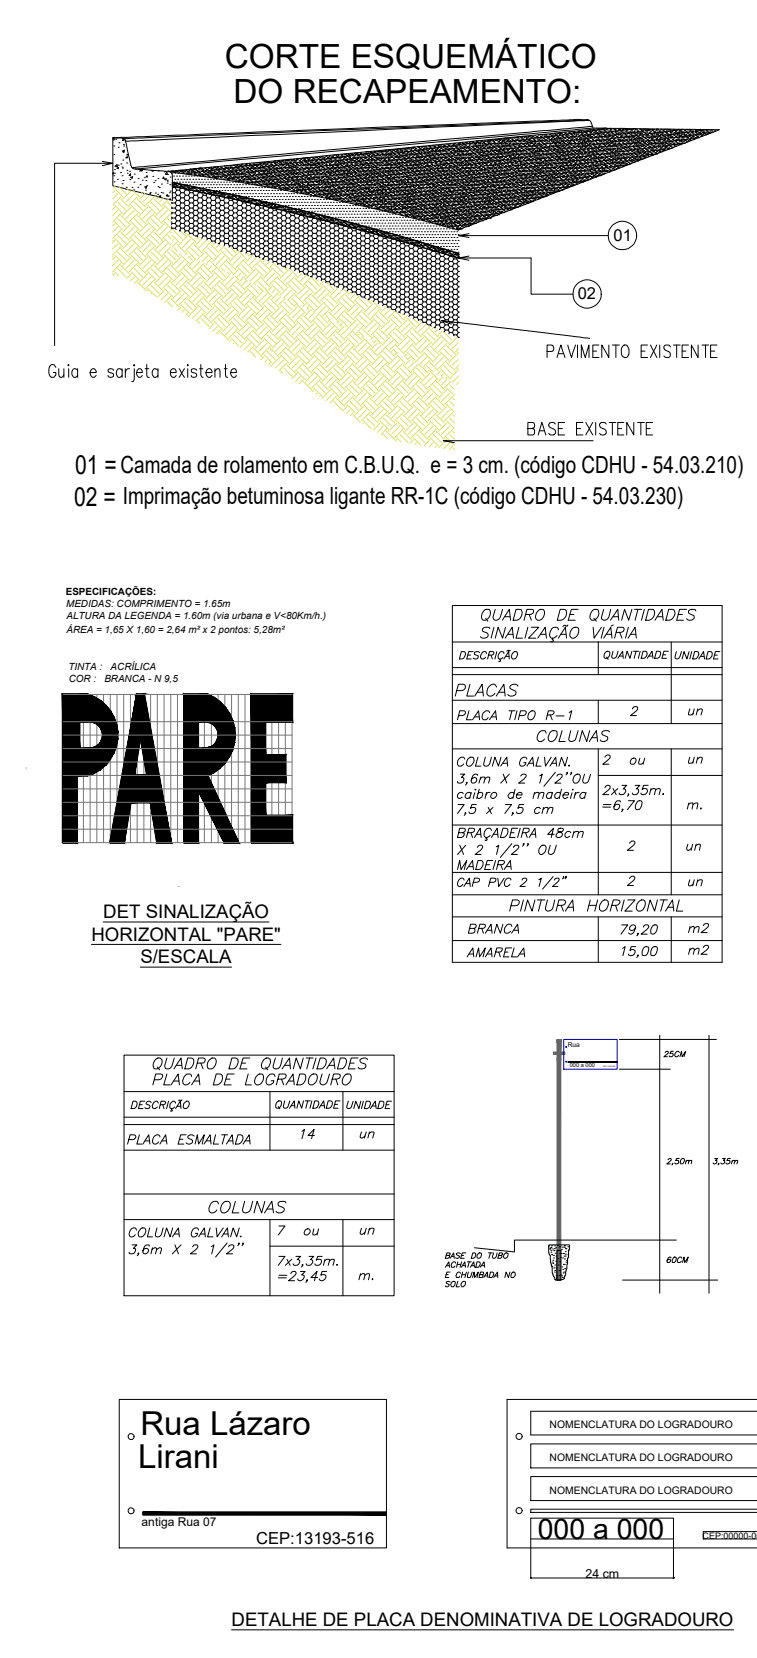 CORTE ESQUEMÁTICO
DO RECAPEAMENTO:
01
02
PAVIMENTO EXISTENTE
Guia e sarjeta existente
BASE EXISTENTE
01 = Camada de rolamento em C.B.U.Q. e = 3 cm. (código CDHU - 54.03.210)
02 = Imprimação betuminosa ligante RR-1C (código CDHU - 54.03.230)
ESPECIFICAÇÕES:
MEDIDAS: COMPRIMENTO = 1.65m
ALTURA DA LEGENDA = 1.60m (via urbana e V<80Km/h.)
ÁREA = 1,65 X 1,60 = 2,64 m² x 2 pontos: 5,28m²
TINTA : ACRÍLICA
COR : BRANCA - N 9,5
PARE
DET SINALIZAÇÃO
HORIZONTAL "PARE"
S/ESCALA
QUADRO DE QUANTIDADES
SINALIZAÇÃO VIÁRIA
DESCRIÇÃO QUANTIDADE UNIDADE
PLACAS
PLACA TIPO R-1 2 un
COLUNAS
COLUNA GALVAN. 2 ou un
3,6m X 2 1/2''OU
caibro de madeira 2x3,35m.
7,5 x 7,5 cm =6,70 m.
BRAÇADEIRA 48cm
X 2 1/2'' OU 2 un
MADEIRA
CAP PVC 2 1/2" 2 un
PINTURA HORIZONTAL
BRANCA 79,20 m2
AMARELA 15,00 m2
QUADRO DE QUANTIDADES
PLACA DE LOGRADOURO
DESCRIÇÃO QUANTIDADE UNIDADE
PLACA ESMALTADA 14 un
COLUNAS
COLUNA GALVAN. 7 ou un
3,6m X 2 1/2''
7x3,35m.
=23,45 m.
Rua
000 a 000
25CM
2,50m
3,35m
60CM
BASE DO TUBO
ACHATADA
E CHUMBADA NO
SOLO
Rua Lázaro
Lirani
antiga Rua 07
CEP:13193-516
NOMENCLATURA DO LOGRADOURO
NOMENCLATURA DO LOGRADOURO
NOMENCLATURA DO LOGRADOURO
000 a 000
CEP:00000-0
24 cm
DETALHE DE PLACA DENOMINATIVA DE LOGRADOURO